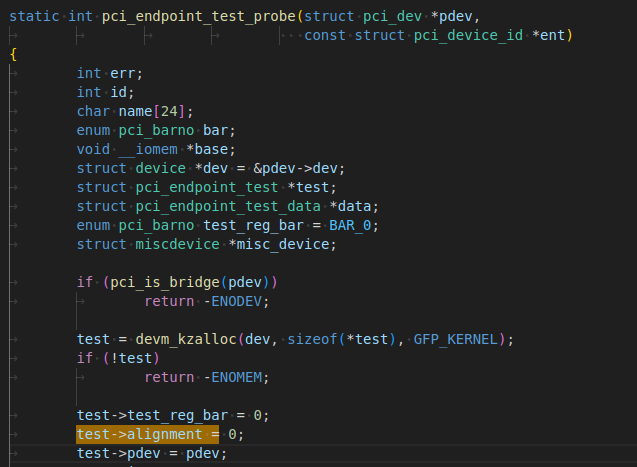 static int pci_endpoint_test_probe(struct pci_dev *pdev,
const struct pci_device_id *ent)
{
int err;
int id;
char name[24];
enum pci_barno bar;
void __iomem *base;
struct device *dev = &pdev->dev;
struct pci_endpoint_test *test;
struct pci_endpoint_test_data *data;
enum pci_barno test_reg_bar = BAR_0;
struct miscdevice *misc_device;
if (pci_is_bridge(pdev))
return -ENODEV;
test = devm_kzalloc(dev, sizeof(*test), GFP_KERNEL);
if (!test)
return -ENOMEM;
test->test_reg_bar = 0;
test->alignment = 0;
test->pdev = pdev;